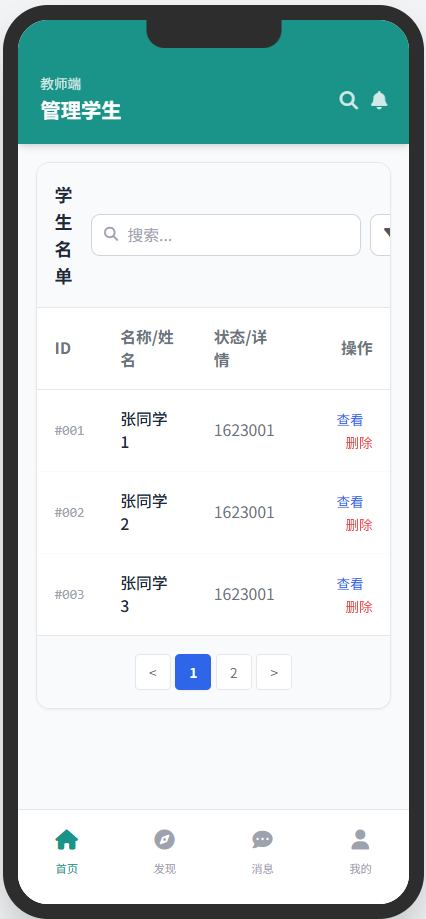 教师端
管理学生
学
生
名
单
搜索...
ID 名称/姓名 状态/详情 操作
#001 张同学1 1623001 查看 删除
#002 张同学2 1623001 查看 删除
#003 张同学3 1623001 查看 删除
< 1 2 >
首页 发现 消息 我的